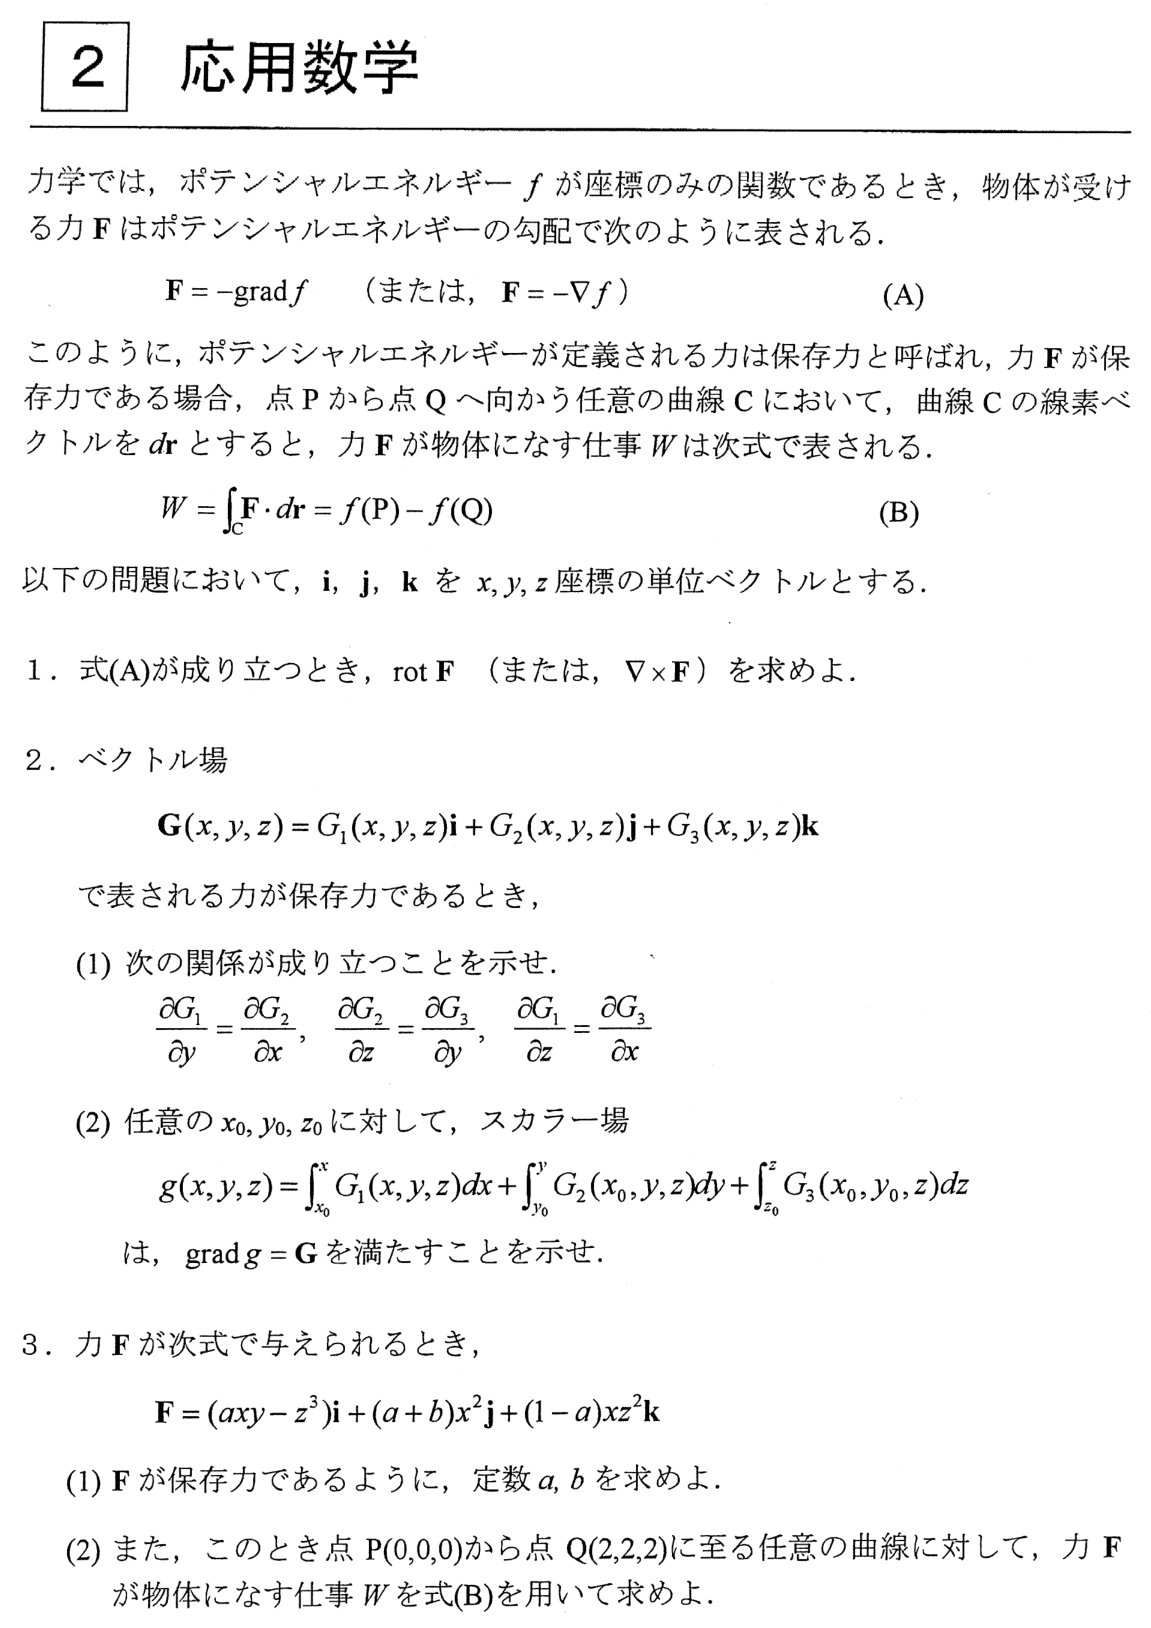 2 応用数学
力学では，ポテンシャルエネルギー f が座標のみの関数であるとき，物体が受け
る力 F はポテンシャルエネルギーの勾配で次のように表される．
F = −grad f （または， F = −∇f ） (A)
このように，ポテンシャルエネルギーが定義される力は保存力と呼ばれ，力 F が保
存力である場合，点 P から点 Q へ向かう任意の曲線 C において，曲線 C の線素ベ
クトルを dr とすると，力 F が物体になす仕事 W は次式で表される．
W = ∫_C F · dr = f(P) − f(Q) (B)
以下の問題において，i，j，k を x, y, z 座標の単位ベクトルとする．
１．式(A)が成り立つとき，rot F （または， ∇×F ）を求めよ．
２．ベクトル場
G(x, y, z) = G₁(x, y, z)i + G₂(x, y, z)j + G₃(x, y, z)k
で表される力が保存力であるとき，
(1) 次の関係が成り立つことを示せ．
∂G₁/∂y = ∂G₂/∂x , ∂G₂/∂z = ∂G₃/∂y , ∂G₁/∂z = ∂G₃/∂x
(2) 任意の x₀, y₀, z₀ に対して，スカラー場
g(x, y, z) = ∫_{x₀}^{x} G₁(x, y, z)dx + ∫_{y₀}^{y} G₂(x₀, y, z)dy + ∫_{z₀}^{z} G₃(x₀, y₀, z)dz
は， grad g = G を満たすことを示せ．
３．力 F が次式で与えられるとき，
F = (axy − z³)i + (a + b)x²j + (1 − a)xz²k
(1) F が保存力であるように，定数 a, b を求めよ．
(2) また，このとき点 P(0,0,0)から点 Q(2,2,2)に至る任意の曲線に対して，力 F
が物体になす仕事 W を式(B)を用いて求めよ．